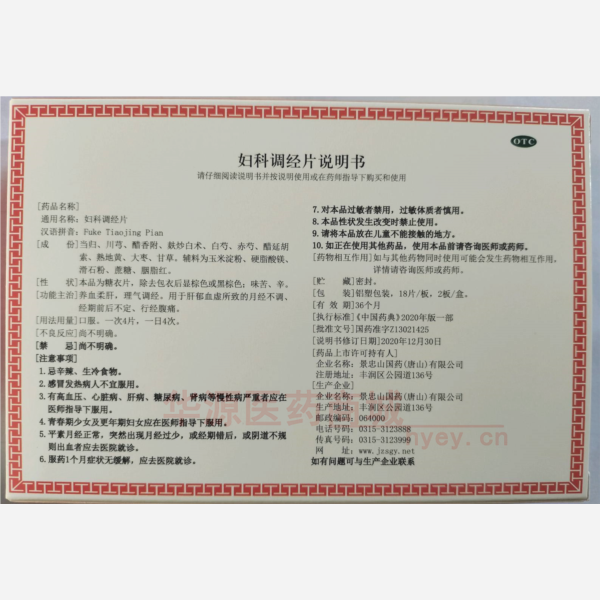 OTC
妇科调经片说明书
请仔细阅读说明书并按说明使用或在药师指导下购买和使用
[药品名称]
通用名称：妇科调经片
汉语拼音：Fuke Tiaojing Pian
[成　　份]当归、川芎、醋香附、麸炒白术、白芍、赤芍、醋延胡
索、熟地黄、大枣、甘草。辅料为玉米淀粉、硬脂酸镁、
滑石粉、蔗糖、胭脂红。
[性　　状]本品为糖衣片，除去包衣后显棕色或黑棕色；味苦、辛。
[功能主治]养血柔肝，理气调经。用于肝郁血虚所致的月经不调、
经期前后不定、行经腹痛。
[用法用量]口服。一次4片，一日4次。
[不良反应]尚不明确。
[禁　　忌]尚不明确。
[注意事项]
1.忌辛辣、生冷食物。
2.感冒发热病人不宜服用。
3.有高血压、心脏病、肝病、糖尿病、肾病等慢性病严重者应在
医师指导下服用。
4.青春期少女及更年期妇女应在医师指导下服用。
5.平素月经正常，突然出现月经过少，或经期错后，或阴道不规
则出血者应去医院就诊。
6.服药1个月症状无缓解，应去医院就诊。
7.对本品过敏者禁用，过敏体质者慎用。
8.本品性状发生改变时禁止使用。
9.请将本品放在儿童不能接触的地方。
10.如正在使用其他药品，使用本品前请咨询医师或药师。
[药物相互作用]如与其他药物同时使用可能会发生药物相互作用，
详情请咨询医师或药师。
[贮　　藏]密封。
[包　　装]铝塑包装，18片/板，2板/盒。
[有 效 期]36个月
[执行标准]《中国药典》2020年版一部
[批准文号]国药准字Z13021425
[说明书修订日期]2020年12月30日
[药品上市许可持有人]
企业名称：景忠山国药(唐山)有限公司
注册地址：丰润区公园道136号
[生产企业]
企业名称：景忠山国药(唐山)有限公司
生产地址：丰润区公园道136号
邮政编码：064000
电话号码：0315-3123888
传真号码：0315-3123999
网　　址：www.jzsgy.net
如有问题可与生产企业联系